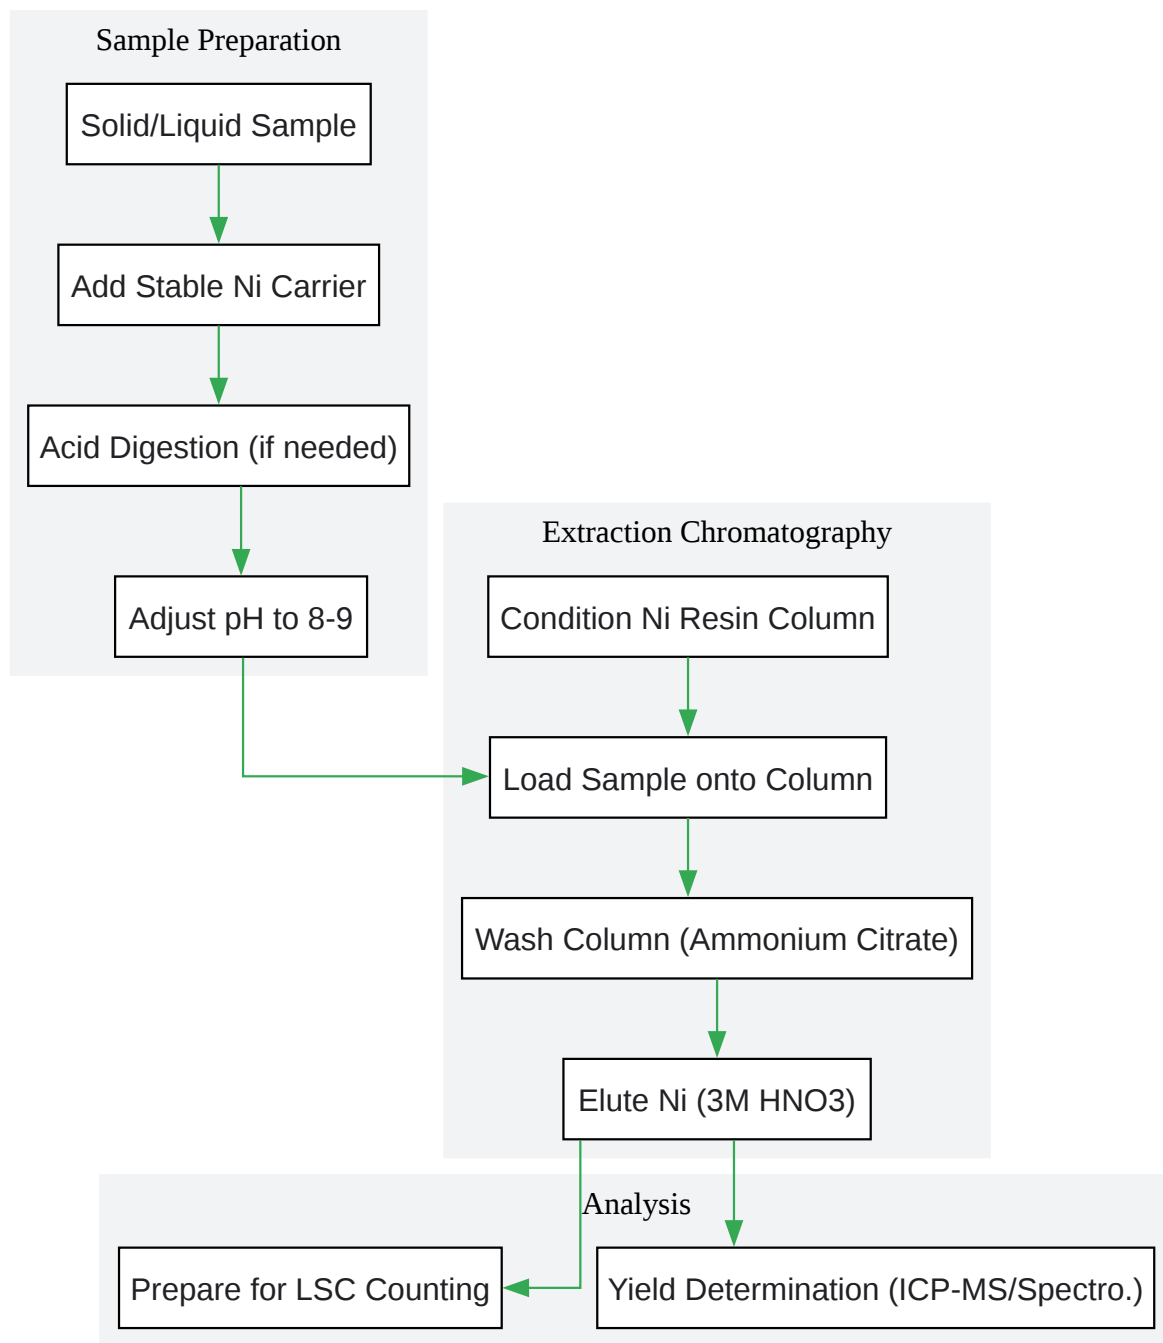 Sample Preparation
Solid/Liquid Sample
Add Stable Ni Carrier
Acid Digestion (if needed)
Adjust pH to 8-9
Extraction Chromatography
Condition Ni Resin Column
Load Sample onto Column
Wash Column (Ammonium Citrate)
Elute Ni (3M HNO3)
Analysis
Prepare for LSC Counting
Yield Determination (ICP-MS/Spectro.)